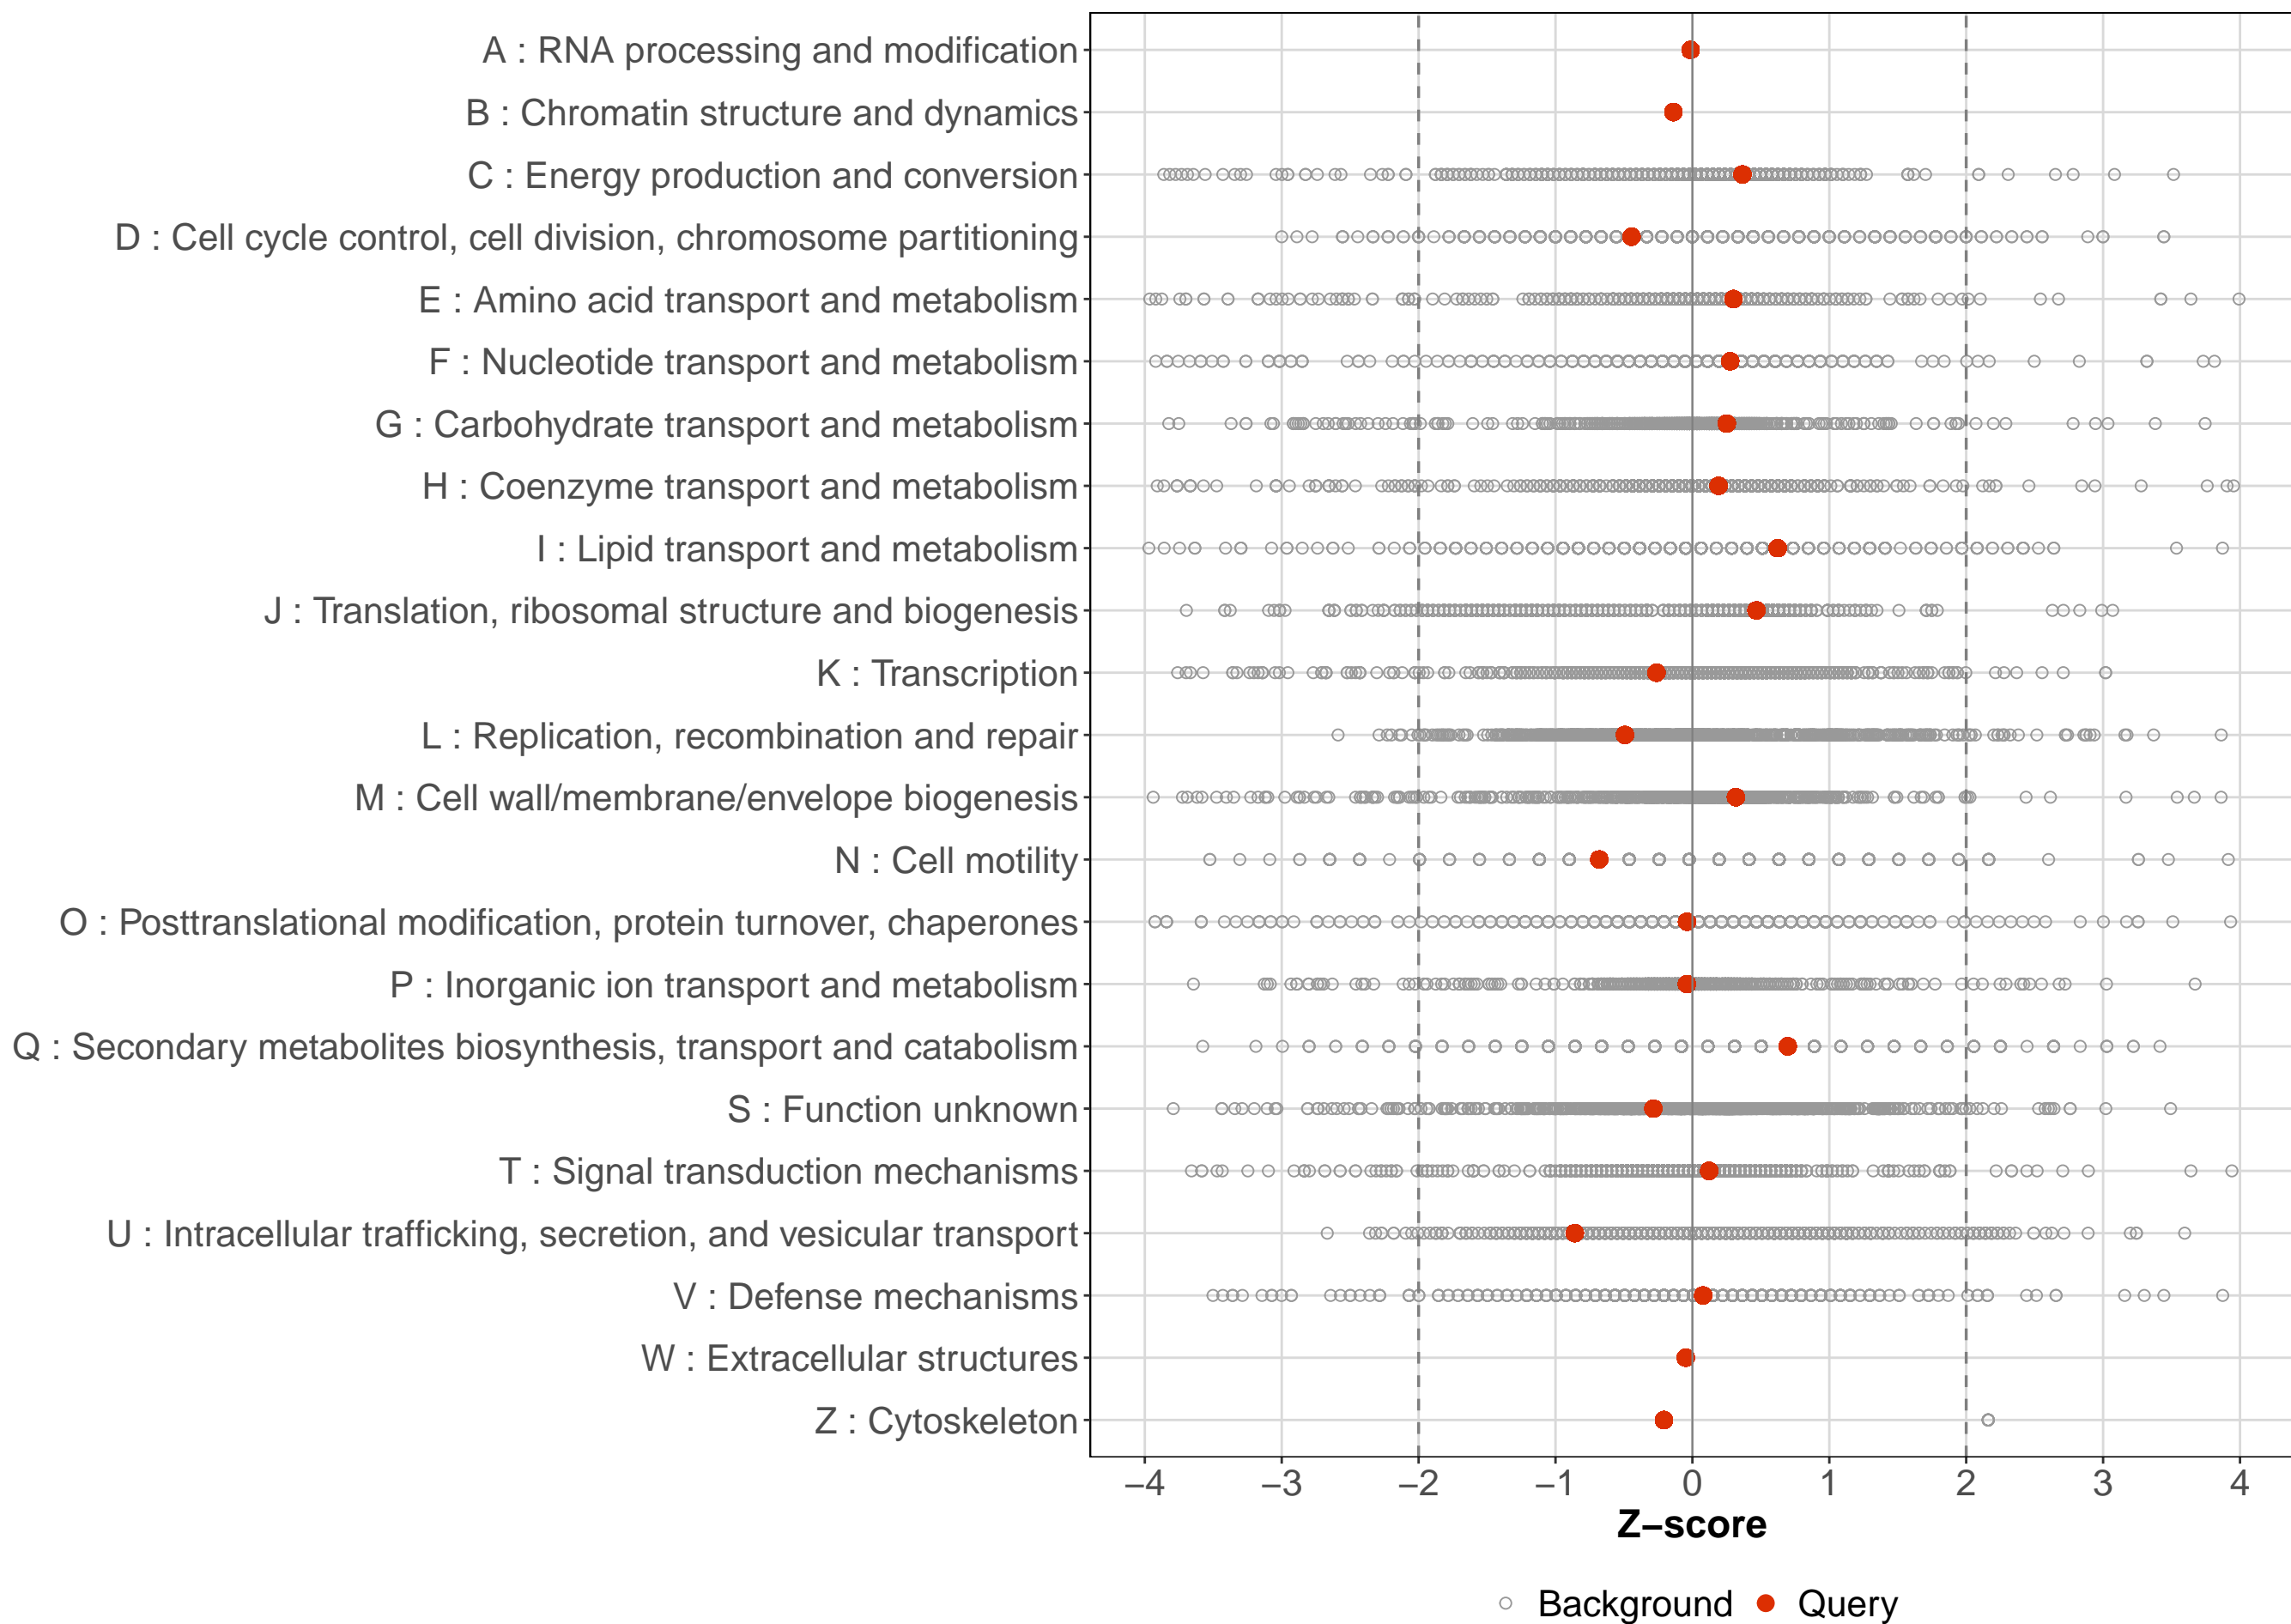 A : RNA processing and modification
B : Chromatin structure and dynamics
C : Energy production and conversion
D : Cell cycle control, cell division, chromosome partitioning
E : Amino acid transport and metabolism
F : Nucleotide transport and metabolism
G : Carbohydrate transport and metabolism
H : Coenzyme transport and metabolism
I : Lipid transport and metabolism
J : Translation, ribosomal structure and biogenesis
K : Transcription
L : Replication, recombination and repair
M : Cell wall/membrane/envelope biogenesis
N : Cell motility
O : Posttranslational modification, protein turnover, chaperones
P : Inorganic ion transport and metabolism
Q : Secondary metabolites biosynthesis, transport and catabolism
S : Function unknown
T : Signal transduction mechanisms
U : Intracellular trafficking, secretion, and vesicular transport
V : Defense mechanisms
W : Extracellular structures
Z : Cytoskeleton
−4 −3 −2 −1 0 1 2 3 4
Z−score
Background Query